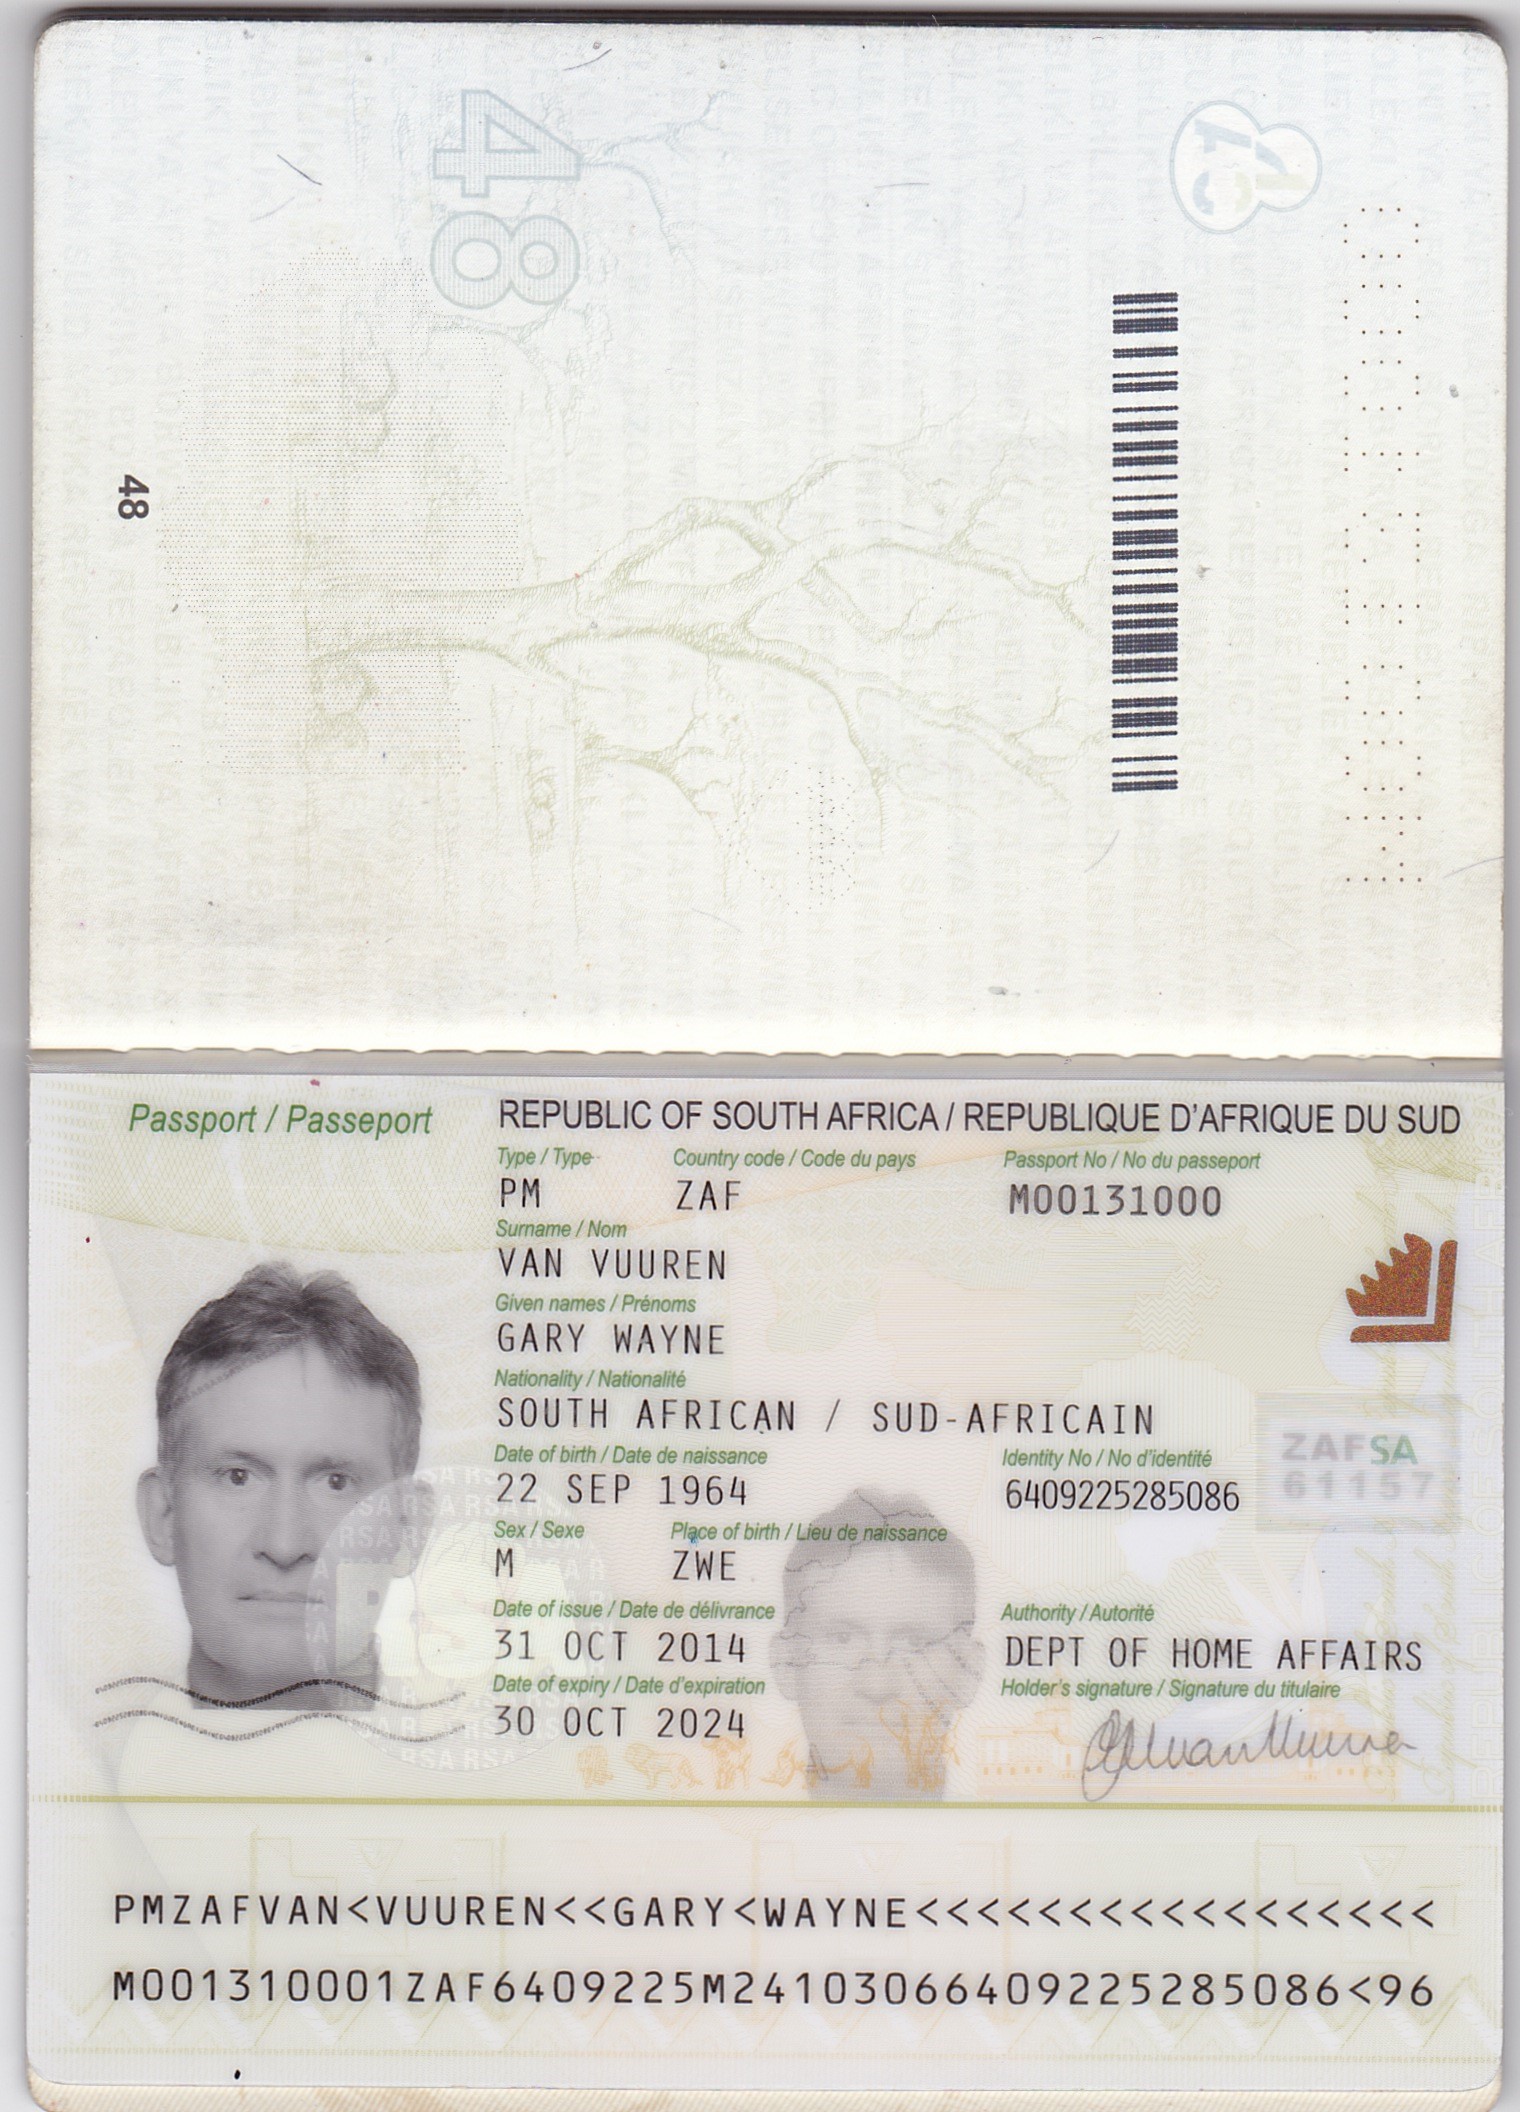 48
48
Passport / Passeport
REPUBLIC OF SOUTH AFRICA / REPUBLIQUE D'AFRIQUE DU SUD
Type / Type Country code / Code du pays Passport No / No du passeport
PM ZAF M00131000
Surname / Nom
VAN VUUREN
Given names / Prénoms
GARY WAYNE
Nationality / Nationalité
SOUTH AFRICAN / SUD-AFRICAIN
Date of birth / Date de naissance Identity No / No d'identité
22 SEP 1964 6409225285086
ZAFSA
61157
Sex / Sexe Place of birth / Lieu de naissance
M ZWE
Date of issue / Date de délivrance Authority / Autorité
31 OCT 2014 DEPT OF HOME AFFAIRS
Date of expiry / Date d'expiration Holder's signature / Signature du titulaire
30 OCT 2024
PMZAFVAN<VUUREN<<GARY<WAYNE<<<<<<<<<<<<<<<<<
M001310001ZAF6409225M24103066409225285086<96